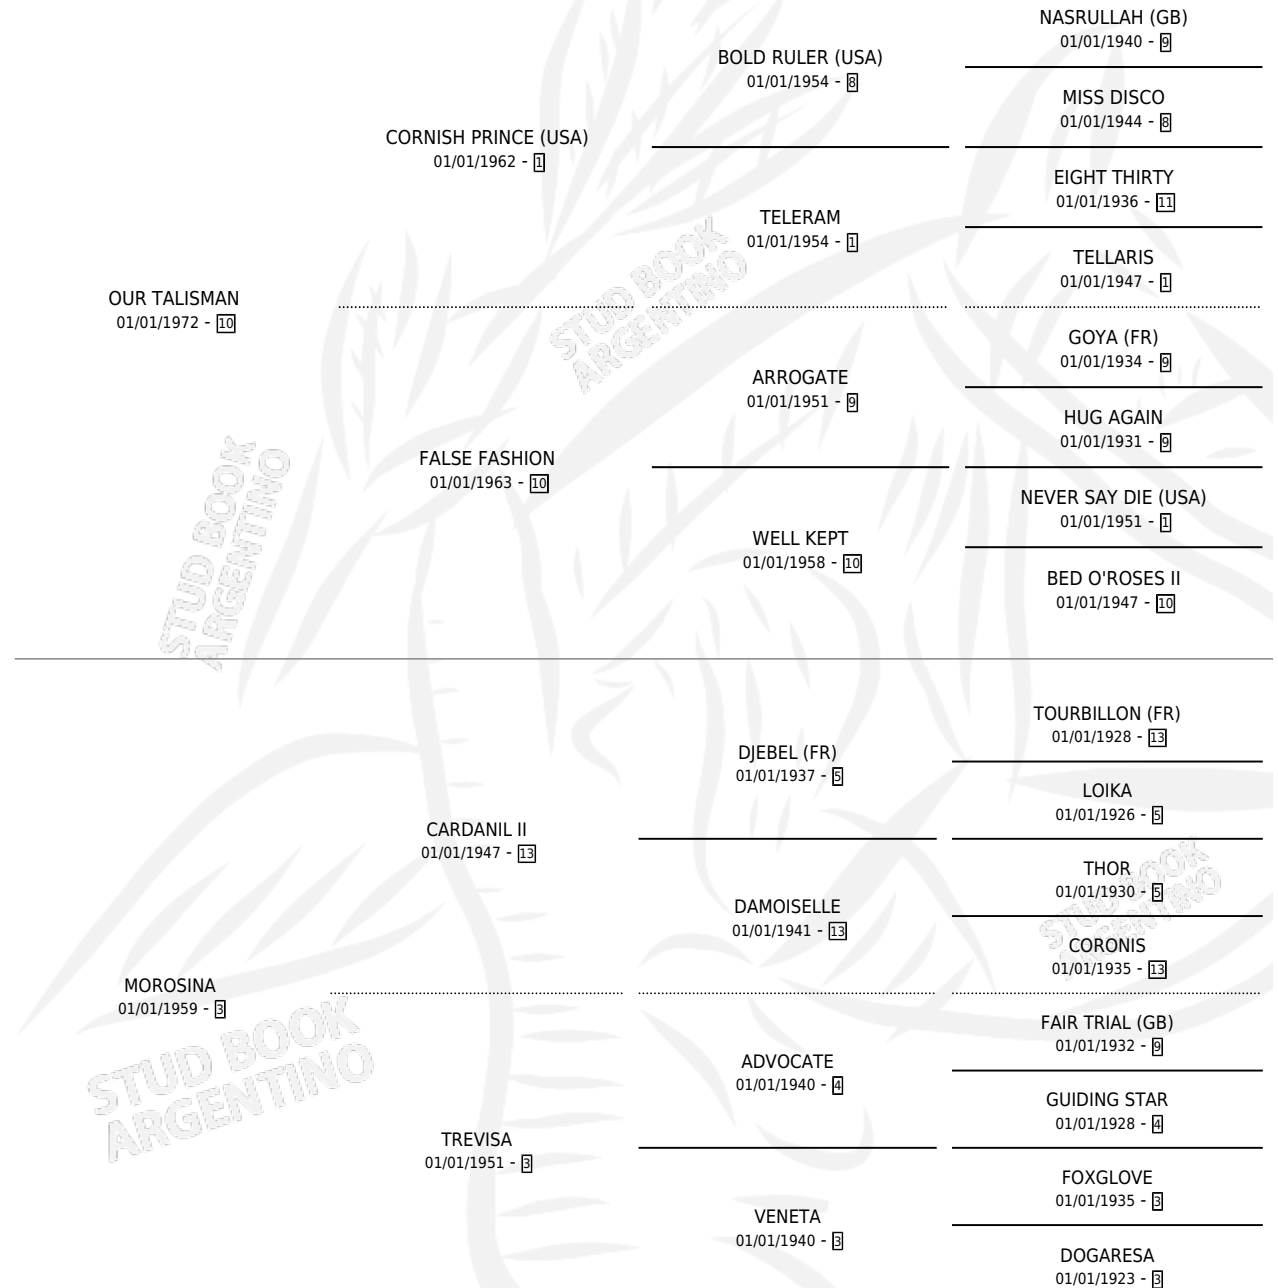 NASRULLAH (GB)
01/01/1940 - 9
BOLD RULER (USA)
01/01/1954 - 8
MISS DISCO
01/01/1944 - 8
CORNISH PRINCE (USA)
01/01/1962 - 1
EIGHT THIRTY
01/01/1936 - 11
TELERAM
01/01/1954 - 1
TELLARIS
01/01/1947 - 1
OUR TALISMAN
01/01/1972 - 10
GOYA (FR)
01/01/1934 - 9
ARROGATE
01/01/1951 - 9
HUG AGAIN
01/01/1931 - 9
FALSE FASHION
01/01/1963 - 10
NEVER SAY DIE (USA)
01/01/1951 - 1
WELL KEPT
01/01/1958 - 10
BED O'ROSES II
01/01/1947 - 10
TOURBILLON (FR)
01/01/1928 - 13
DJEBEL (FR)
01/01/1937 - 5
LOIKA
01/01/1926 - 5
CARDANIL II
01/01/1947 - 13
THOR
01/01/1930 - 5
DAMOISELLE
01/01/1941 - 13
CORONIS
01/01/1935 - 13
MOROSINA
01/01/1959 - 3
FAIR TRIAL (GB)
01/01/1932 - 9
ADVOCATE
01/01/1940 - 4
GUIDING STAR
01/01/1928 - 4
TREVISA
01/01/1951 - 3
FOXGLOVE
01/01/1935 - 3
VENETA
01/01/1940 - 3
DOGARESA
01/01/1923 - 3
STUD BOOK
ARGENTINO
STUD BOOK
ARGENTINO
STUD BOOK
ARGENTINO
STUD BOOK
ARGENTINO